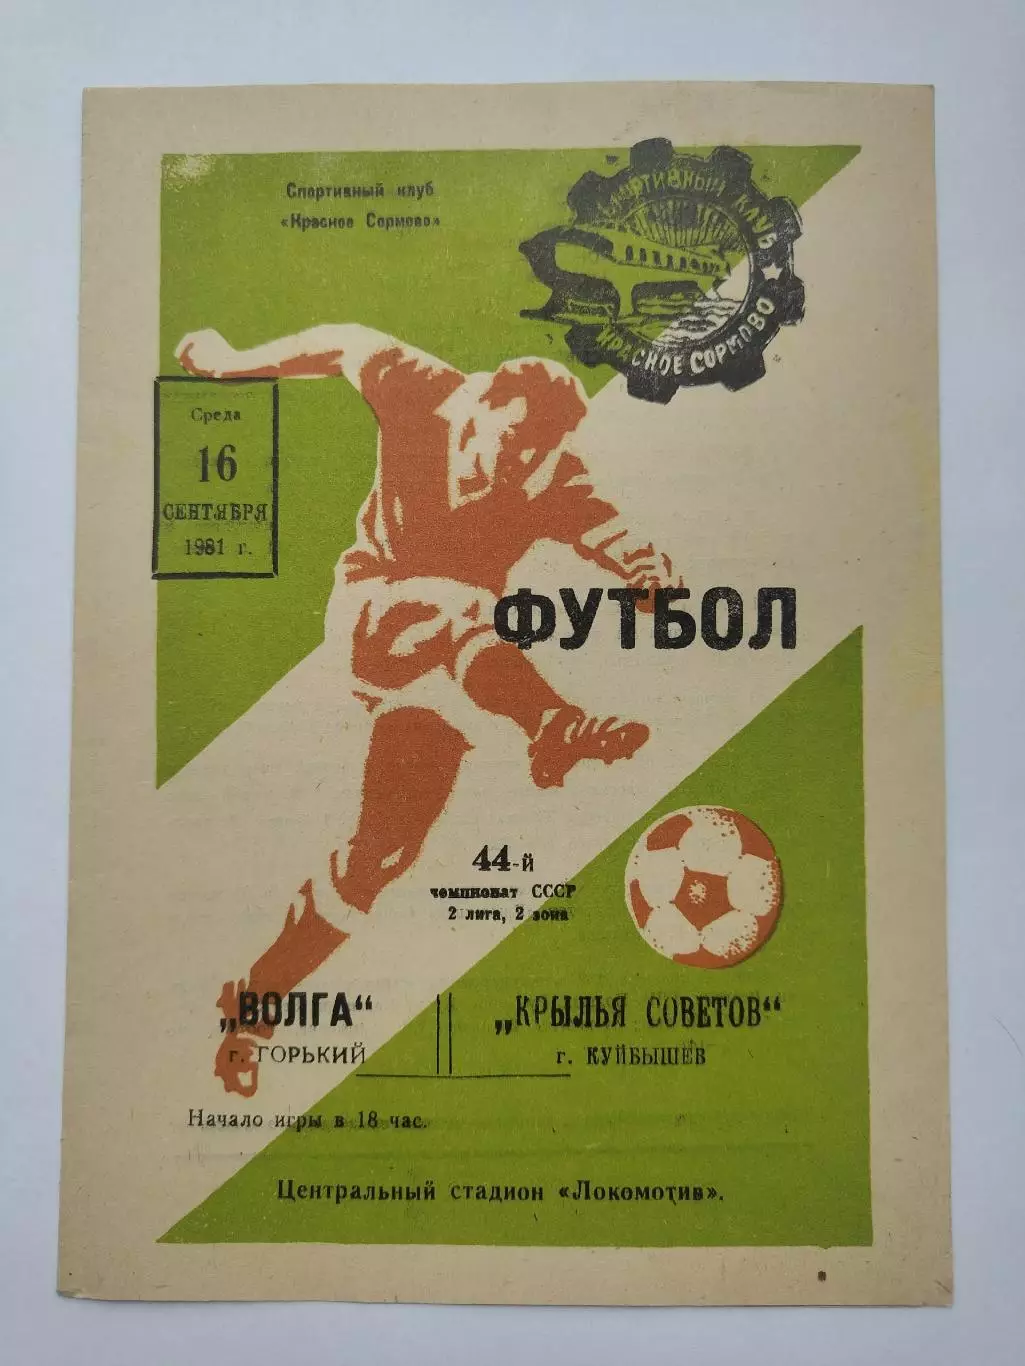 Спортивный клуб
«Красное Сормово»
СПОРТИВНЫЙ КЛУБ
КРАСНОЕ СОРМОВО
Среда
16
СЕНТЯБРЯ
1981 г.
ФУТБОЛ
44-й
чемпионат СССР
2 лига, 2 зона
„ВОЛГА“
г. ГОРЬКИЙ
„КРЫЛЬЯ СОВЕТОВ“
г. КУЙБЫШЕВ
Начало игры в 18 час.
Центральный стадион «Локомотив».